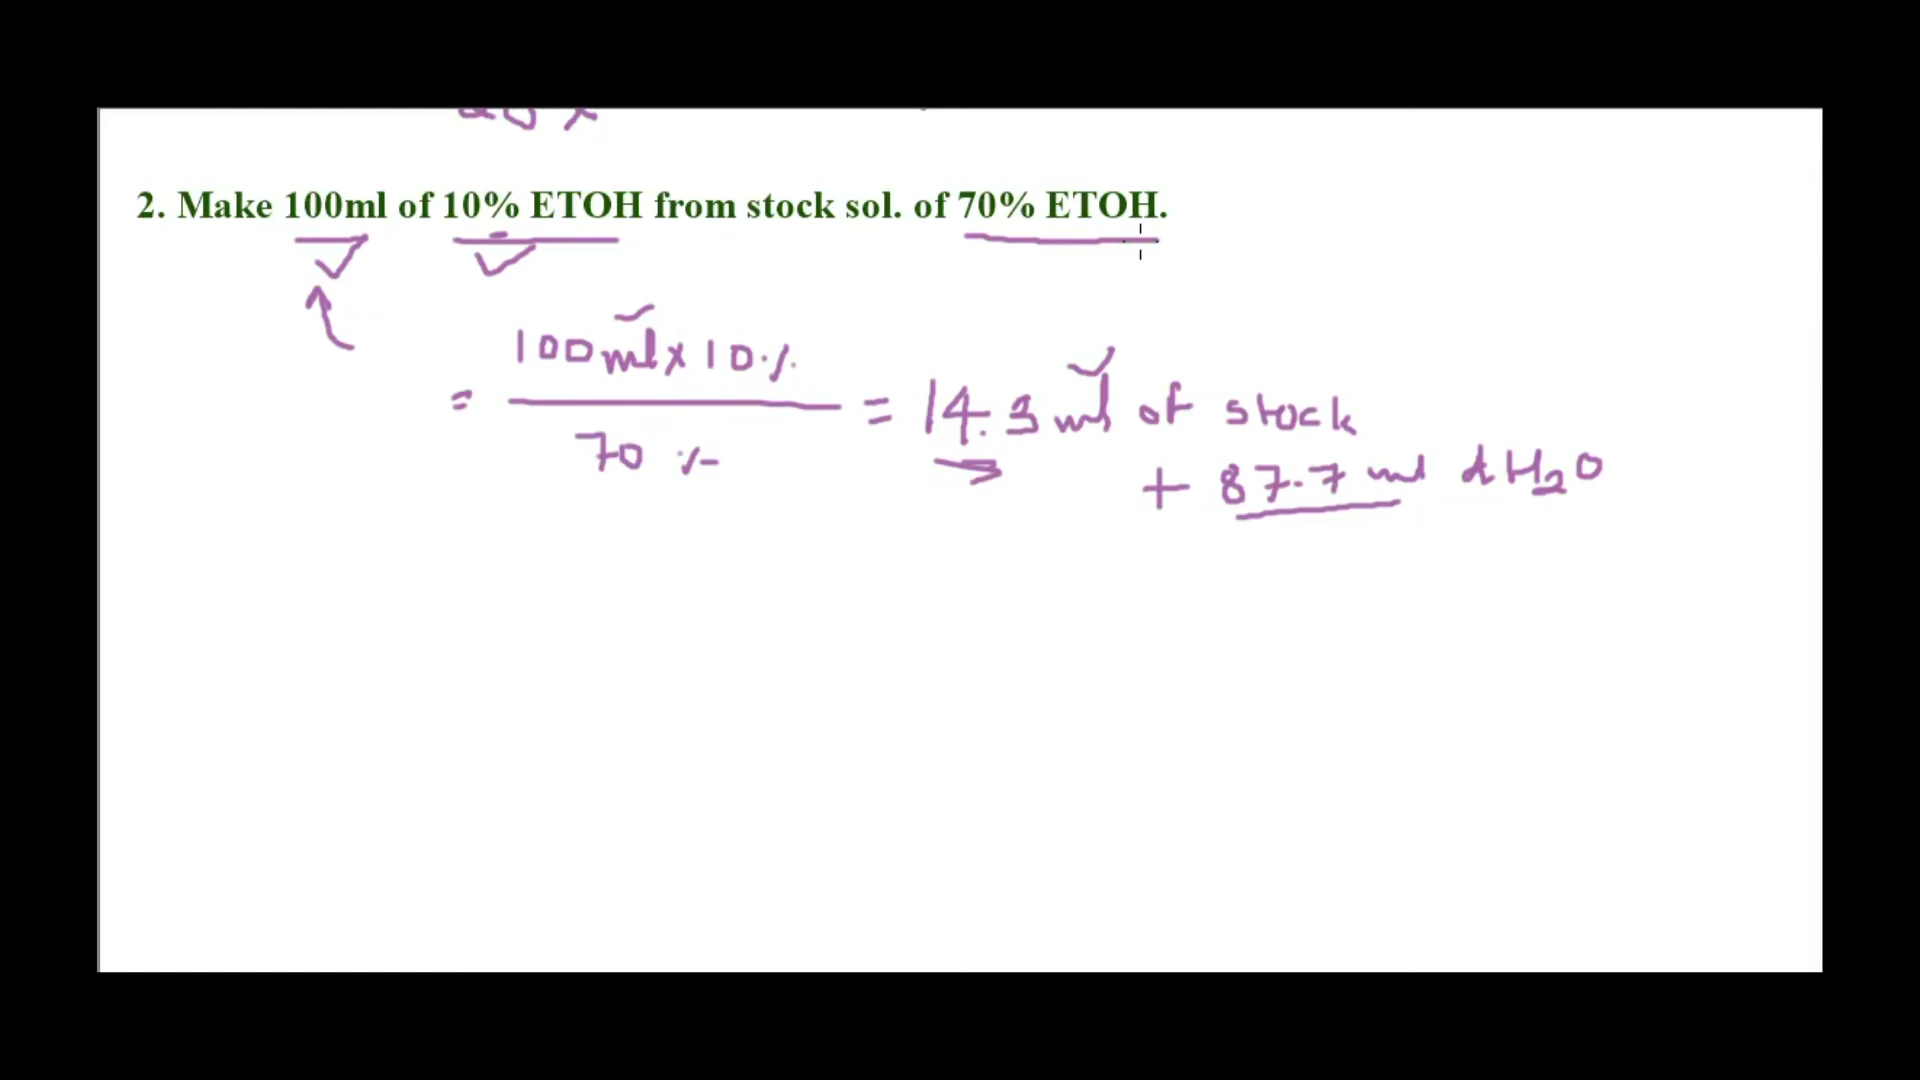 2. Make 100ml of 10% ETOH from stock sol. of 70% ETOH.
= 100ml x 10% / 70% = 14.3 ml of stock
+ 87.7 ml dH2O